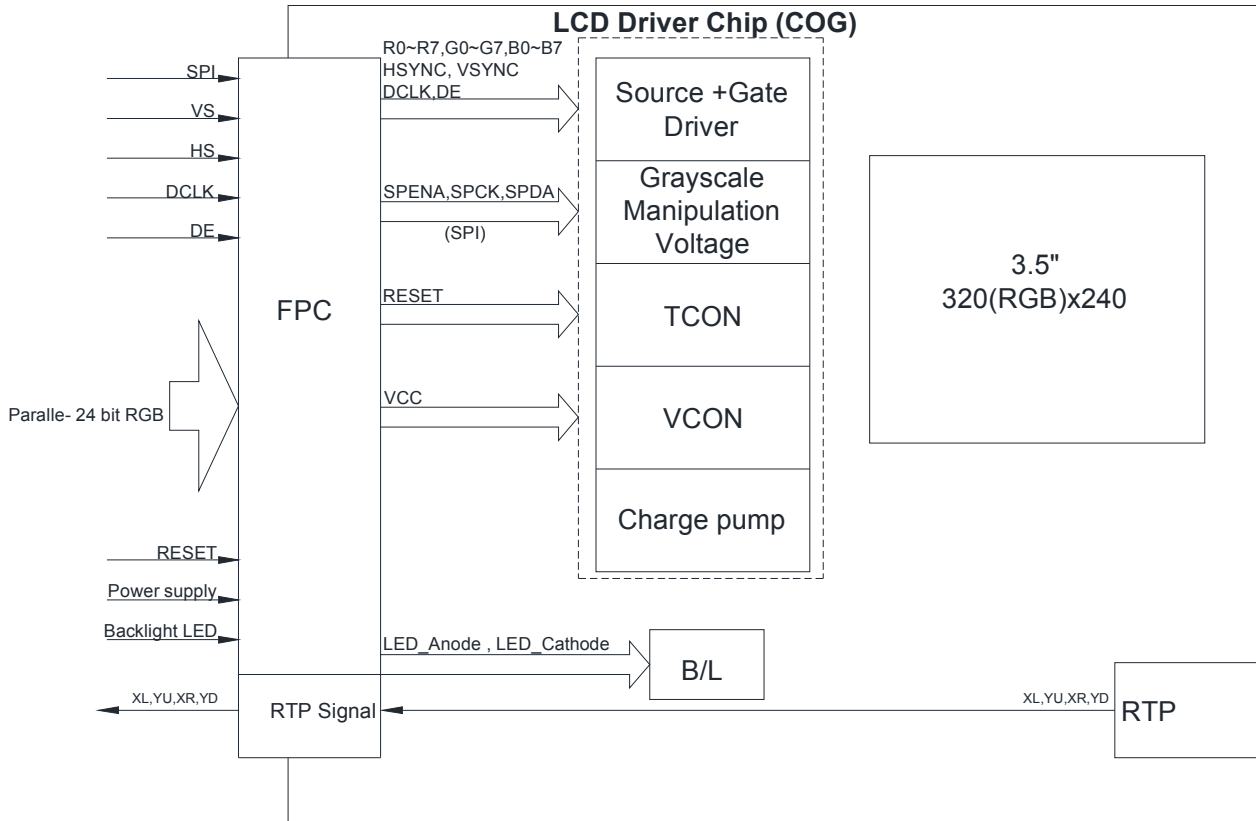 LCD Driver Chip (COG)
R0~R7,G0~G7,B0~B7
HSYNC, VSYNC
DCLK,DE
SPI
VS
HS
DCLK
DE
Paralle- 24 bit RGB
RESET
Power supply
Backlight LED
XL,YU,XR,YD
FPC
RTP Signal
SPENA,SPCK,SPDA
(SPI)
RESET
VCC
LED_Anode , LED_Cathode
Source +Gate
Driver
Grayscale
Manipulation
Voltage
TCON
VCON
Charge pump
B/L
3.5"
320(RGB)x240
XL,YU,XR,YD
RTP